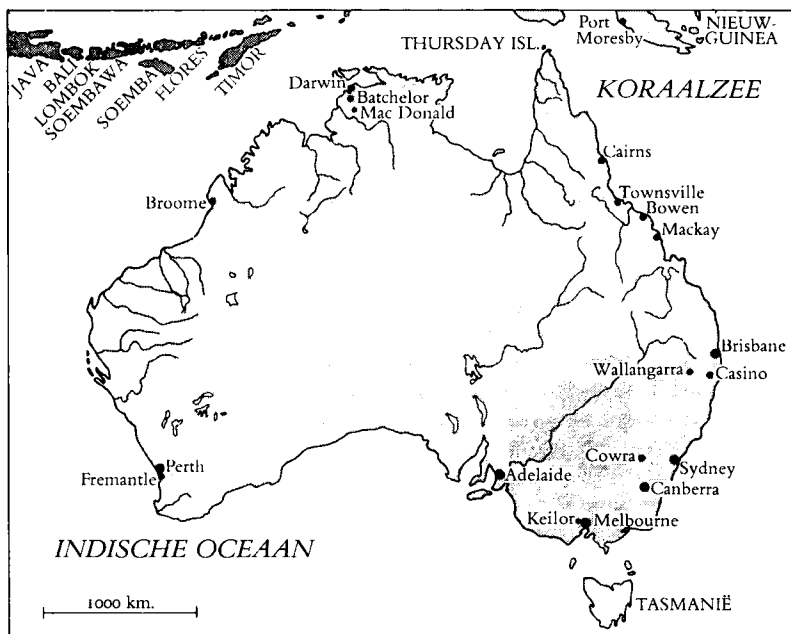 Port
Moresby
NIEUW-
GUINEA
THURSDAY ISL.
JAVA
BALI
LOMBOK
SOEMBAWA
SOEMBA
FLORES
TIMOR
KORAALZEE
Darwin
Batchelor
Mac Donald
Cairns
Broome
Townsville
Bowen
Mackay
Brisbane
Wallangarra
Casino
Cowra
Sydney
Perth
Fremantle
Adelaide
Canberra
Keilor
Melbourne
INDISCHE OCEAAN
1000 km.
TASMANIË